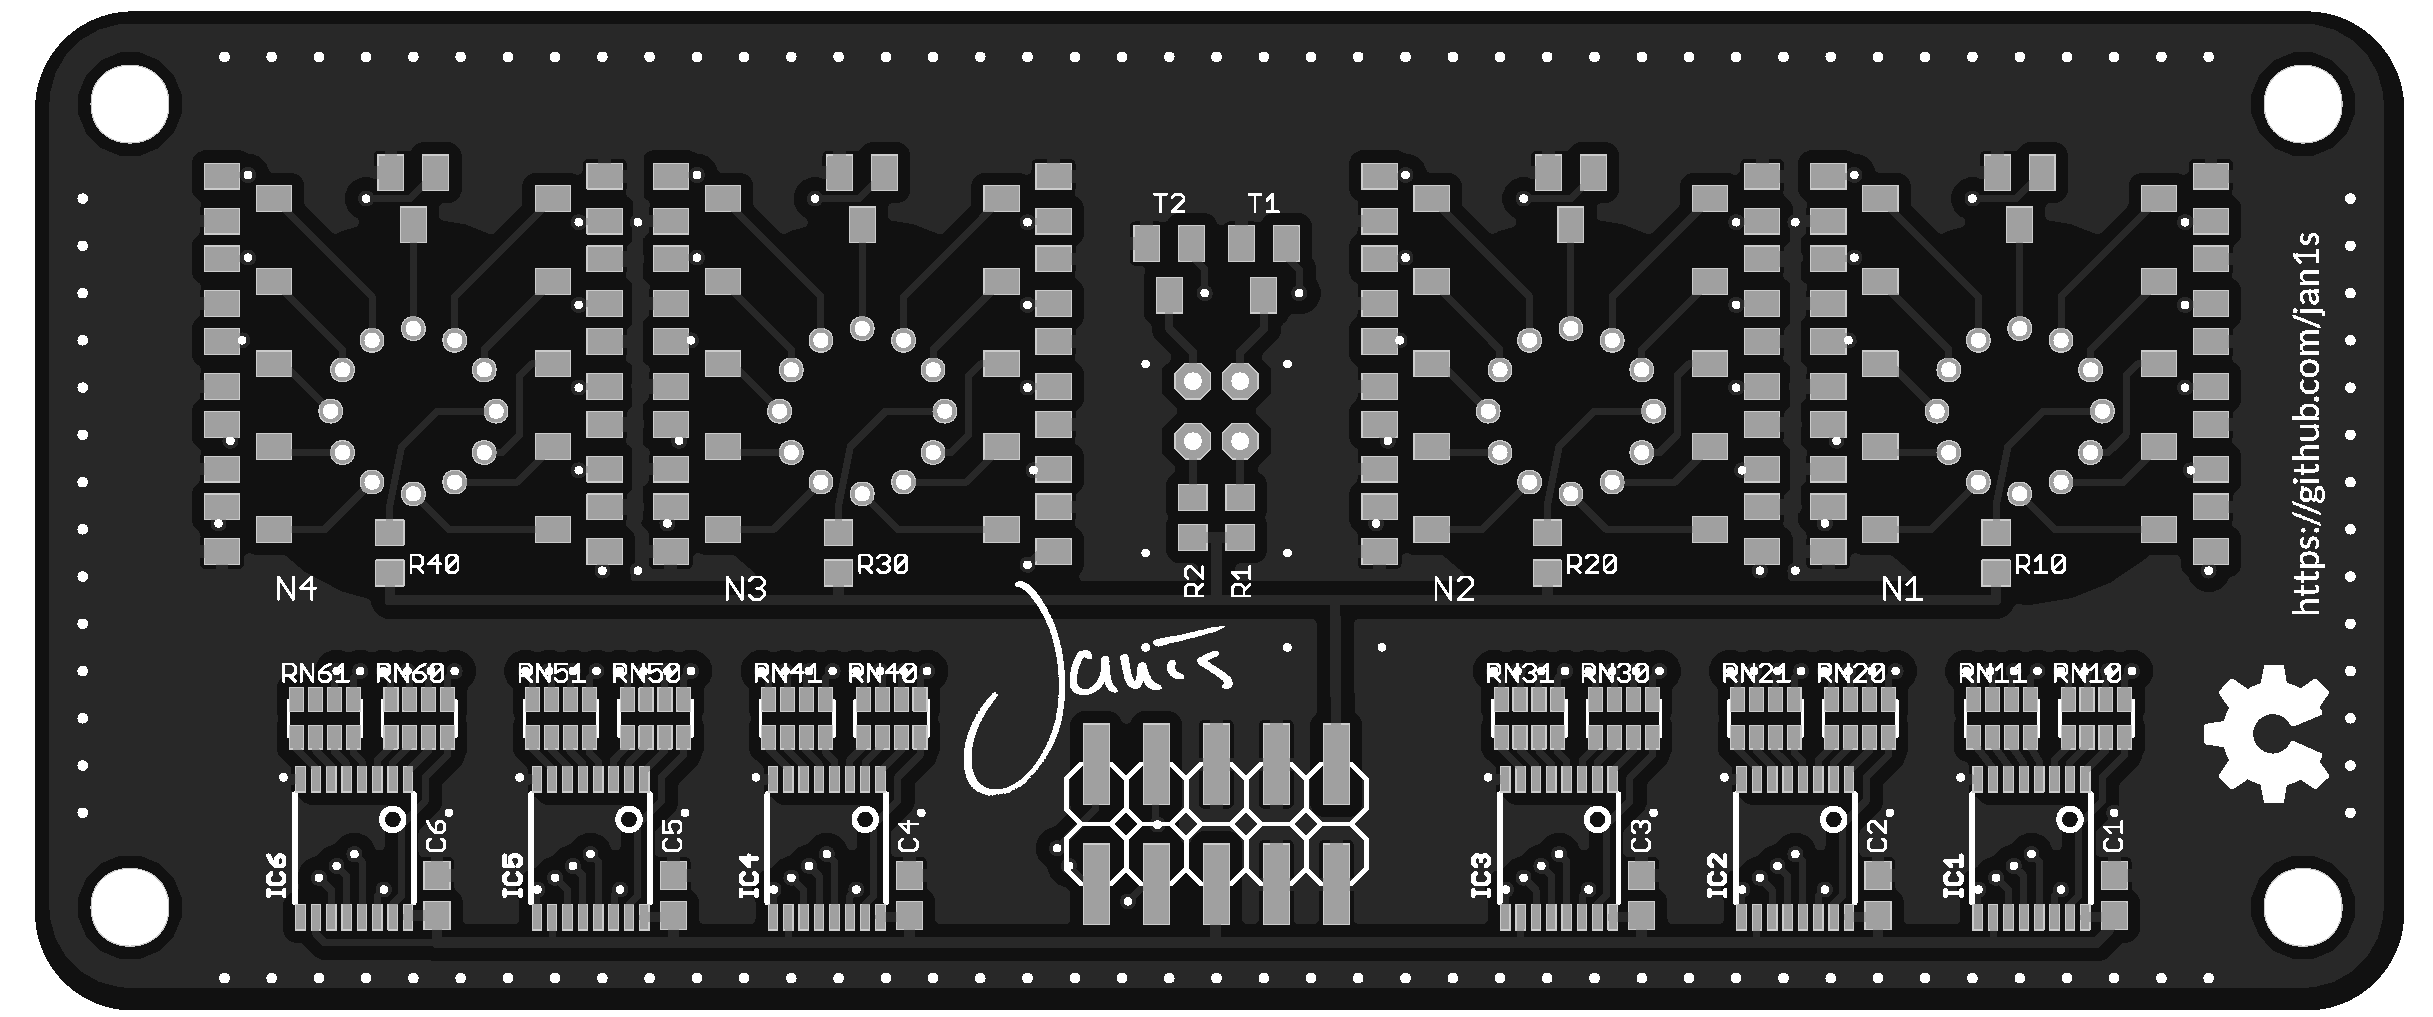 T2 T1
https://github.com/jan1s
R40 R30 R20 R10
N4 N3 R2 R1 N2 N1
Janis
RN61 RN60 RN51 RN50 RN41 RN40 RN31 RN30 RN21 RN20 RN11 RN10
IC6 C6 IC5 C5 IC4 C4 IC3 C3 IC2 C2 IC1 C1